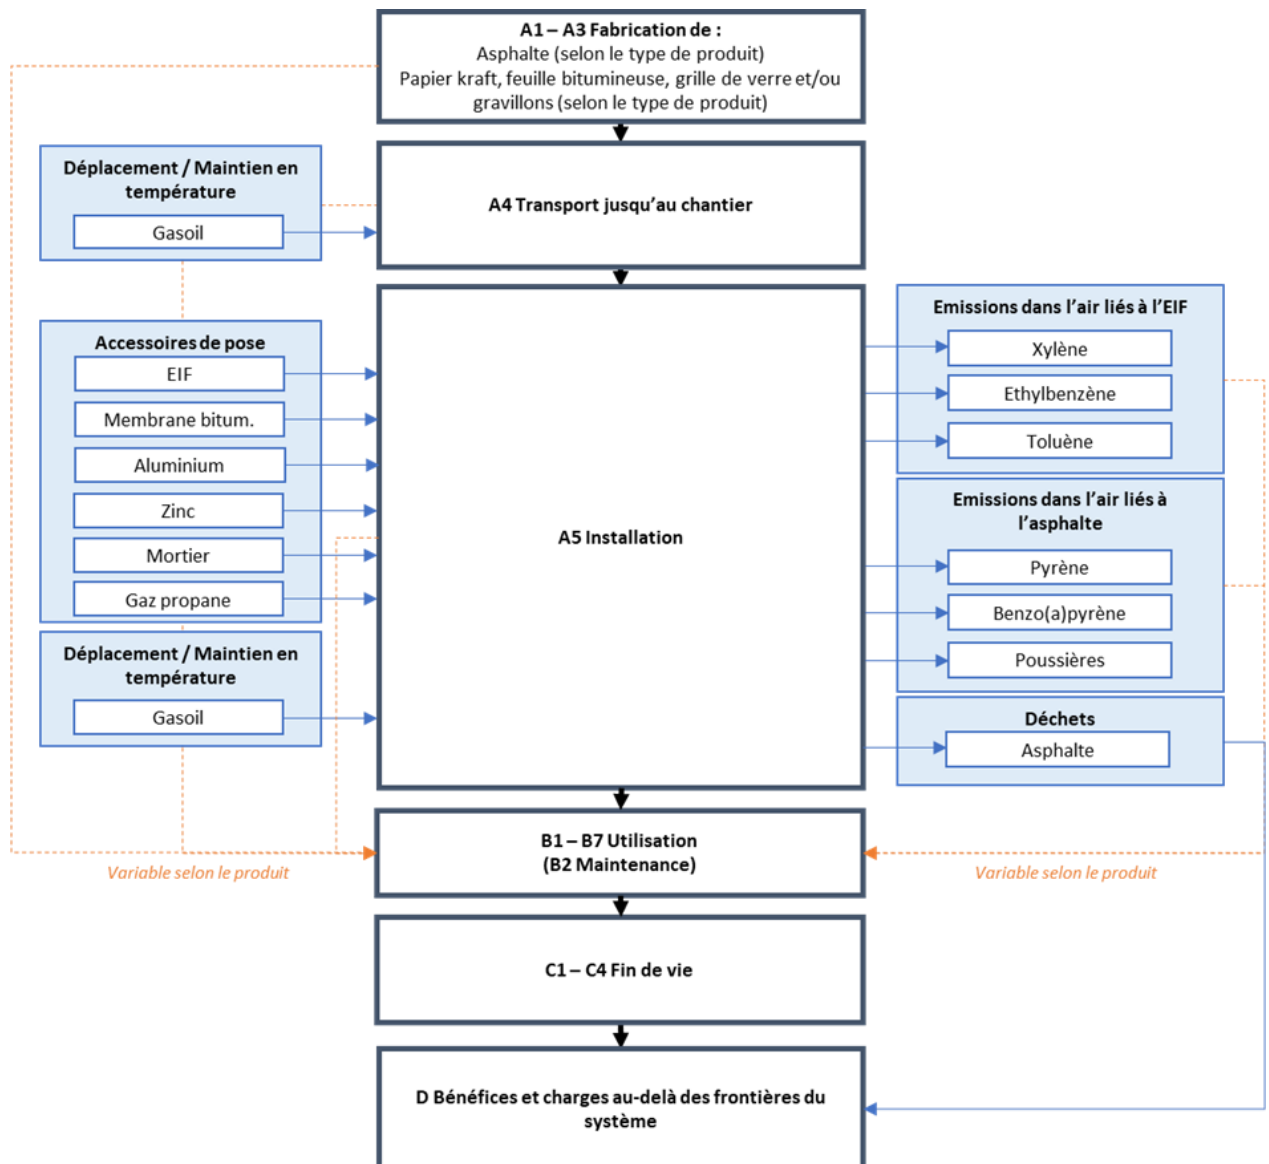 A1 – A3 Fabrication de :
Asphalte (selon le type de produit)
Papier kraft, feuille bitumineuse, grille de verre et/ou
gravillons (selon le type de produit)
Déplacement / Maintien en
température
Gasoil
A4 Transport jusqu’au chantier
Accessoires de pose
EIF
Membrane bitum.
Aluminium
Zinc
Mortier
Gaz propane
Déplacement / Maintien en
température
Gasoil
A5 Installation
Emissions dans l’air liés à l’EIF
Xylène
Ethylbenzène
Toluène
Emissions dans l’air liés à
l’asphalte
Pyrène
Benzo(a)pyrène
Poussières
Déchets
Asphalte
B1 – B7 Utilisation
(B2 Maintenance)
Variable selon le produit
Variable selon le produit
C1 – C4 Fin de vie
D Bénéfices et charges au-delà des frontières du
système